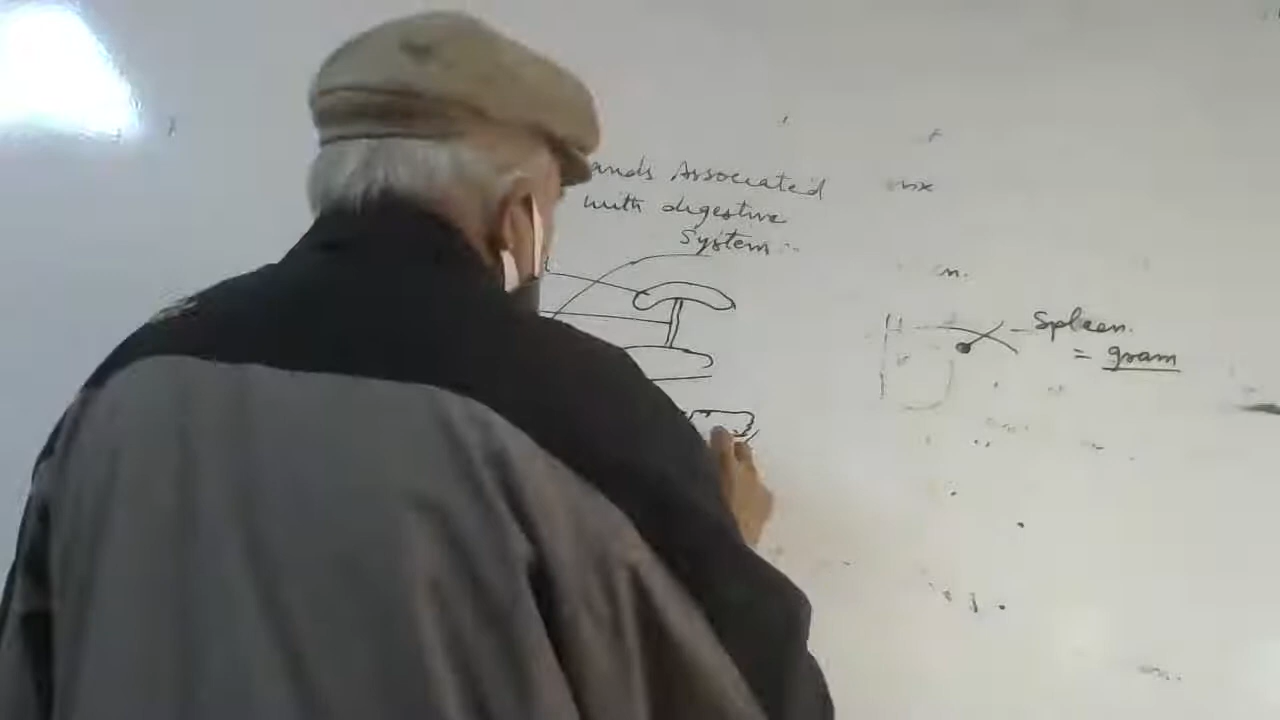 ands Associated
with digestive
System
Spleen.
= gram